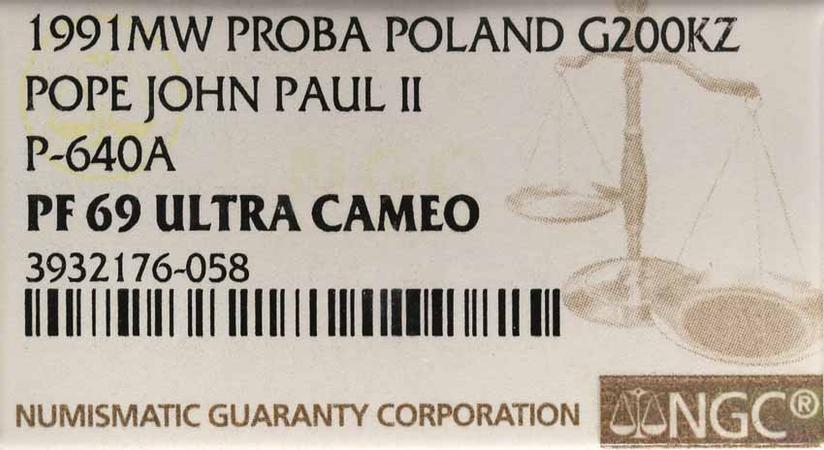 1991MW PROBA POLAND G200KZ
POPE JOHN PAUL II
P-640A
PF 69 ULTRA CAMEO
3932176-058
NUMISMATIC GUARANTY CORPORATION
NGC®